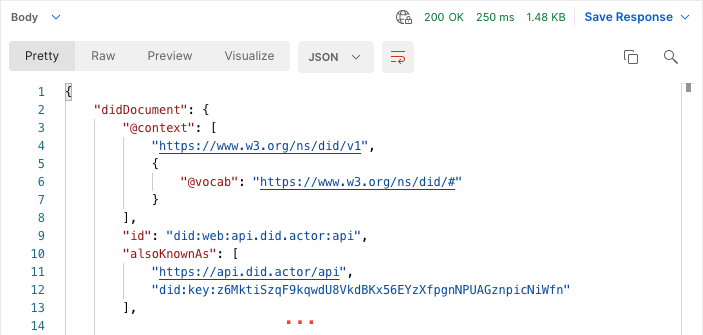 Body 200 OK 250 ms 1.48 KB Save Response
Pretty Raw Preview Visualize JSON
1 {
2 "didDocument": {
3 "@context": [
4 "https://www.w3.org/ns/did/v1",
5 {
6 "@vocab": "https://www.w3.org/ns/did/#"
7 }
8 ],
9 "id": "did:web:api.did.actor:api",
10 "alsoKnownAs": [
11 "https://api.did.actor/api",
12 "did:key:z6MktiSzqF9kqwdU8VkdBKx56EYzXfpgnNPUAGznpicNiWfn"
13 ],
14 ...